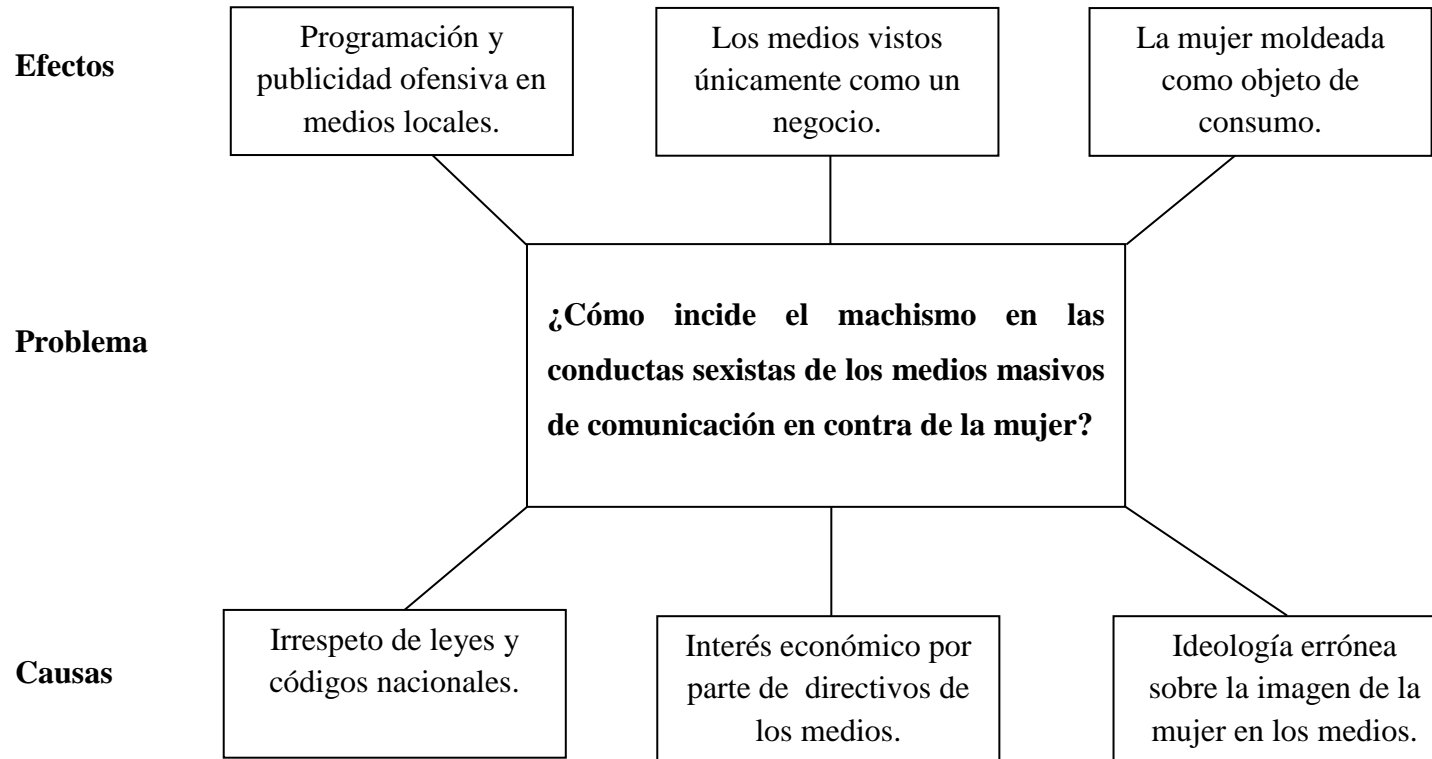 Efectos
Programación y
publicidad ofensiva en
medios locales.
Los medios vistos
únicamente como un
negocio.
La mujer moldeada
como objeto de
consumo.
Problema
¿Cómo incide el machismo en las
conductas sexistas de los medios masivos
de comunicación en contra de la mujer?
Causas
Irrespeto de leyes y
códigos nacionales.
Interés económico por
parte de directivos de
los medios.
Ideología errónea
sobre la imagen de la
mujer en los medios.